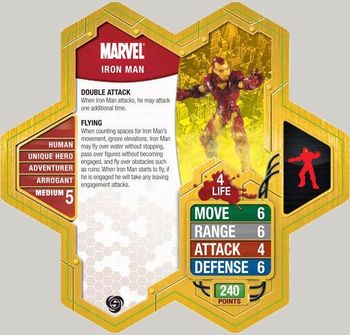 MARVEL
IRON MAN
DOUBLE ATTACK
When Iron Man attacks, he may attack
one additional time.
FLYING
When counting spaces for Iron Man's
movement, ignore elevations. Iron Man
may fly over water without stopping,
pass over figures without becoming
engaged, and fly over obstacles such
as ruins. When Iron Man starts to fly, if
he is engaged he will take any leaving
engagement attacks.
HUMAN
UNIQUE HERO
ADVENTURER
ARROGANT
MEDIUM 5
4
LIFE
MOVE 6
RANGE 6
ATTACK 4
DEFENSE 6
240
POINTS